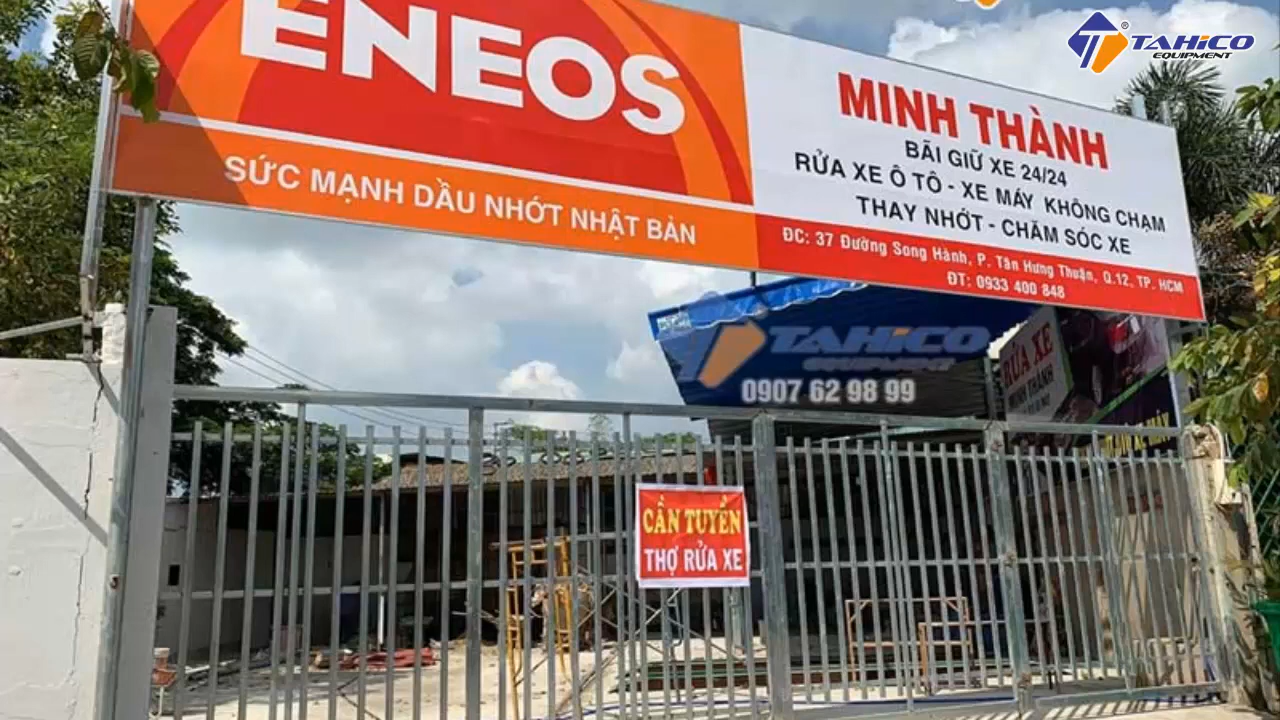 TAHICO®
EQUIPMENT
ENEOS
SỨC MẠNH DẦU NHỚT NHẬT BẢN
MINH THÀNH
BÃI GIỮ XE 24/24
RỬA XE Ô TÔ - XE MÁY KHÔNG CHẠM
THAY NHỚT - CHĂM SÓC XE
ĐC: 37 Đường Song Hành, P. Tân Hưng Thuận, Q.12, TP. HCM
ĐT: 0933 400 848
TAHICO
EQUIPMENT
0907 62 98 99
RỬA XE
MINH THÀNH
CẦN TUYỂN
THỢ RỬA XE